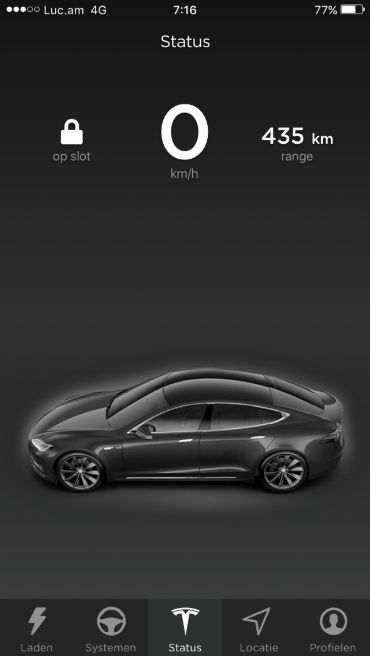 Luc.am 4G 7:16 77%
Status
0
435 km
op slot
range
km/h
Laden Systemen Status Locatie Profielen